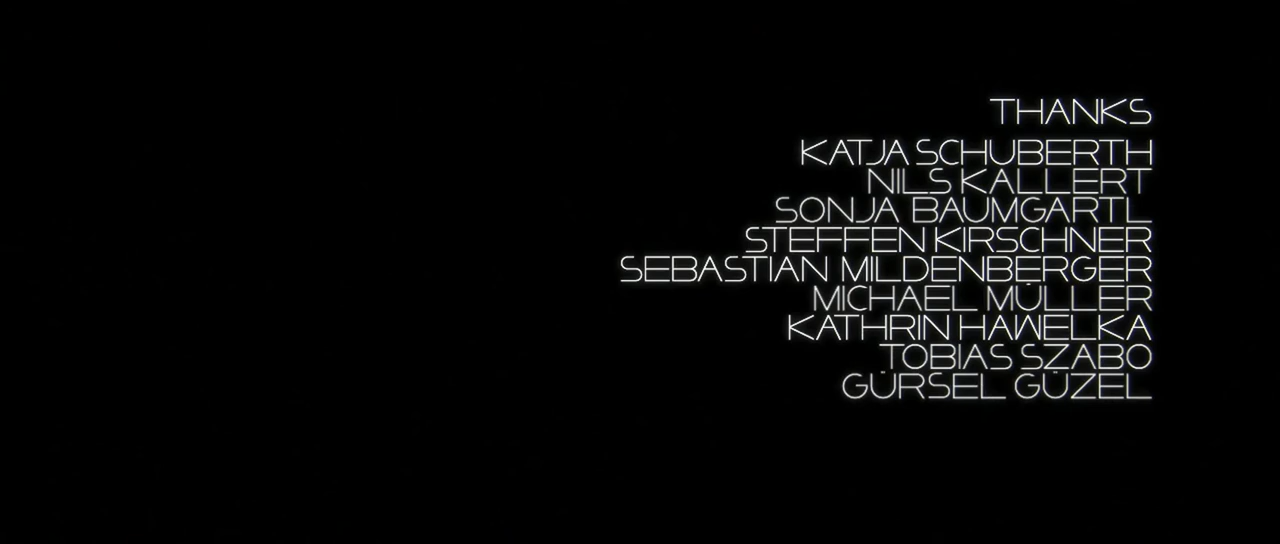 THANKS
KATJA SCHUBERTH
NILS KALLERT
SONJA BAUMGARTL
STEFFEN KIRSCHNER
SEBASTIAN MILDENBERGER
MICHAEL MÜLLER
KATHRIN HAWELKA
TOBIAS SZABO
GÜRSEL GÜZEL